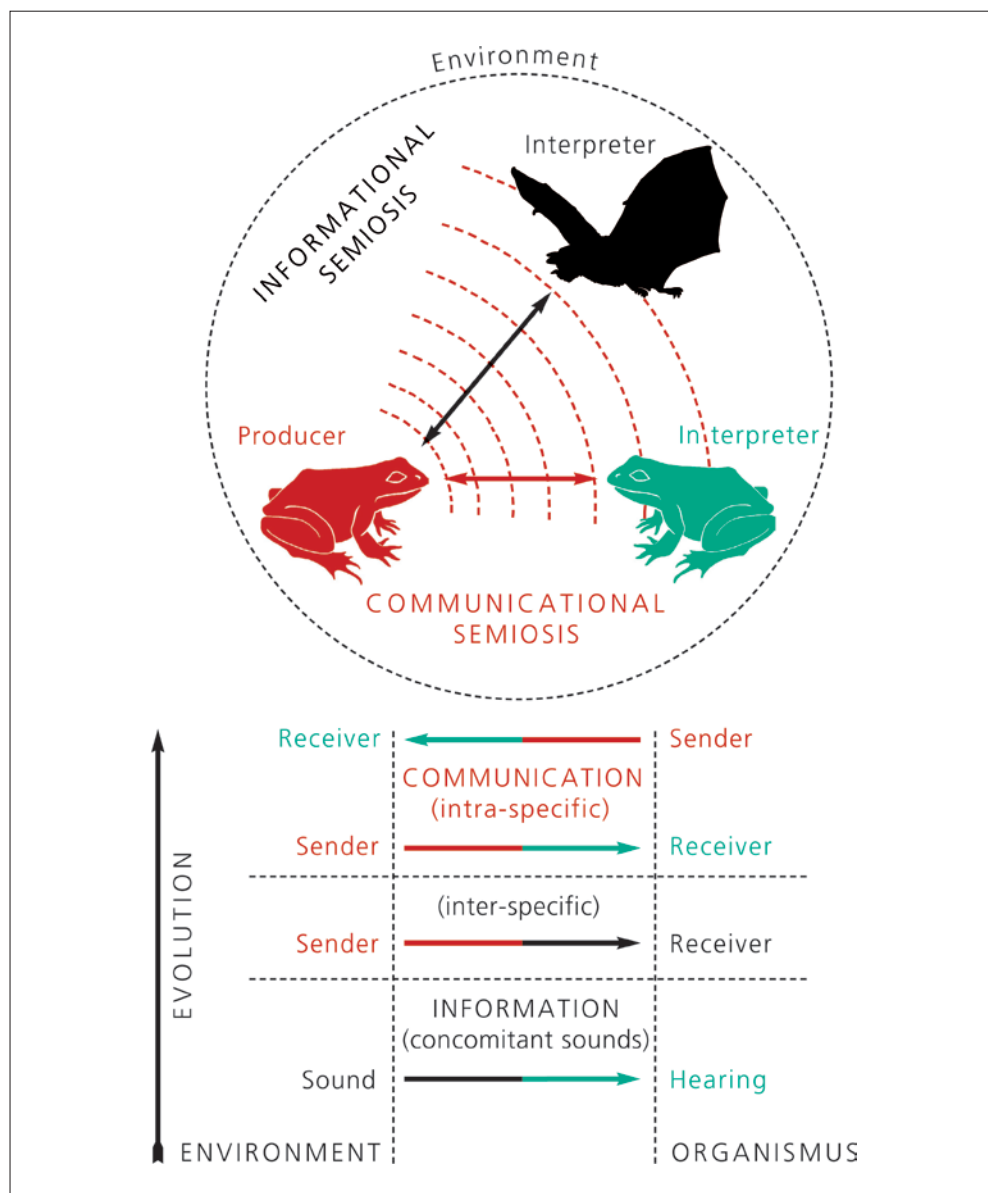 Environment
INFORMATIONAL
SEMIOSIS
Interpreter
Producer
Interpreter
COMMUNICATIONAL
SEMIOSIS
Receiver
Sender
COMMUNICATION
(intra-specific)
Sender
Receiver
(inter-specific)
Sender
Receiver
INFORMATION
(concomitant sounds)
Sound
Hearing
EVOLUTION
ENVIRONMENT
ORGANISMUS